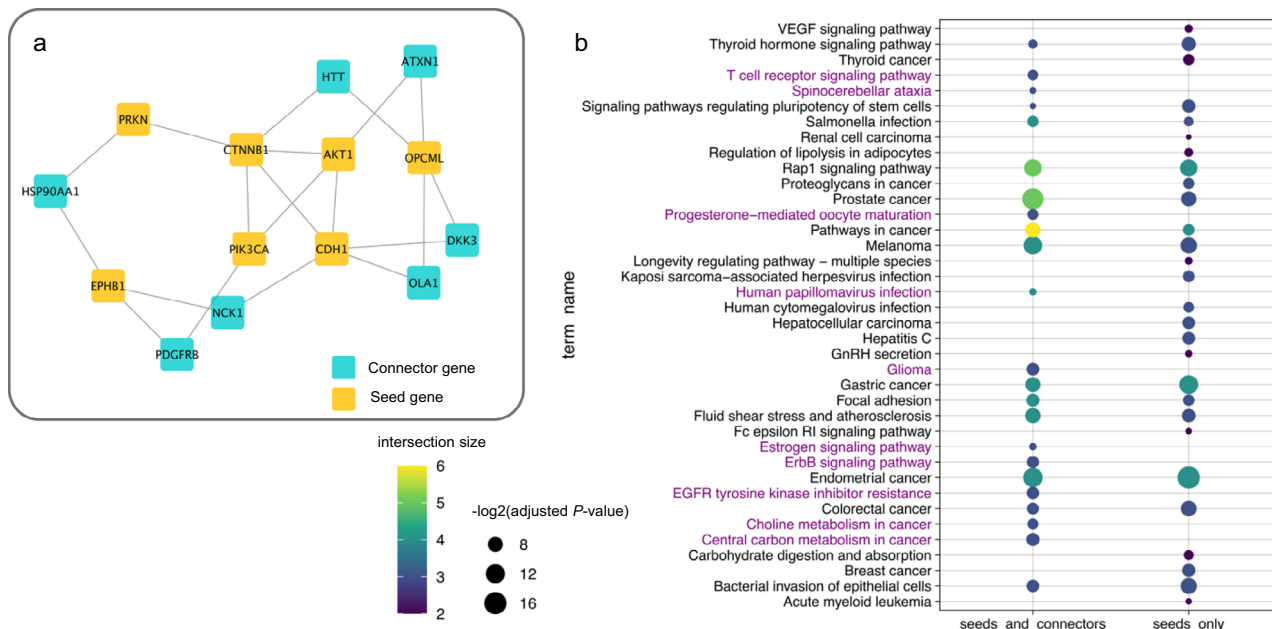 a
HTT
ATXN1
PRKN
CTNNB1
AKT1
OPCML
HSP90AA1
PIK3CA
CDH1
DKK3
EPHB1
OLA1
NCK1
PDGFRB
Connector gene
Seed gene
intersection size
6
5
4
3
2
-log2(adjusted P-value)
8
12
16
b
term name
VEGF signaling pathway
Thyroid hormone signaling pathway
Thyroid cancer
T cell receptor signaling pathway
Spinocerebellar ataxia
Signaling pathways regulating pluripotency of stem cells
Salmonella infection
Renal cell carcinoma
Regulation of lipolysis in adipocytes
Rap1 signaling pathway
Proteoglycans in cancer
Prostate cancer
Progesterone−mediated oocyte maturation
Pathways in cancer
Melanoma
Longevity regulating pathway − multiple species
Kaposi sarcoma−associated herpesvirus infection
Human papillomavirus infection
Human cytomegalovirus infection
Hepatocellular carcinoma
Hepatitis C
GnRH secretion
Glioma
Gastric cancer
Focal adhesion
Fluid shear stress and atherosclerosis
Fc epsilon RI signaling pathway
Estrogen signaling pathway
ErbB signaling pathway
Endometrial cancer
EGFR tyrosine kinase inhibitor resistance
Colorectal cancer
Choline metabolism in cancer
Central carbon metabolism in cancer
Carbohydrate digestion and absorption
Breast cancer
Bacterial invasion of epithelial cells
Acute myeloid leukemia
seeds_and_connectors
seeds_only